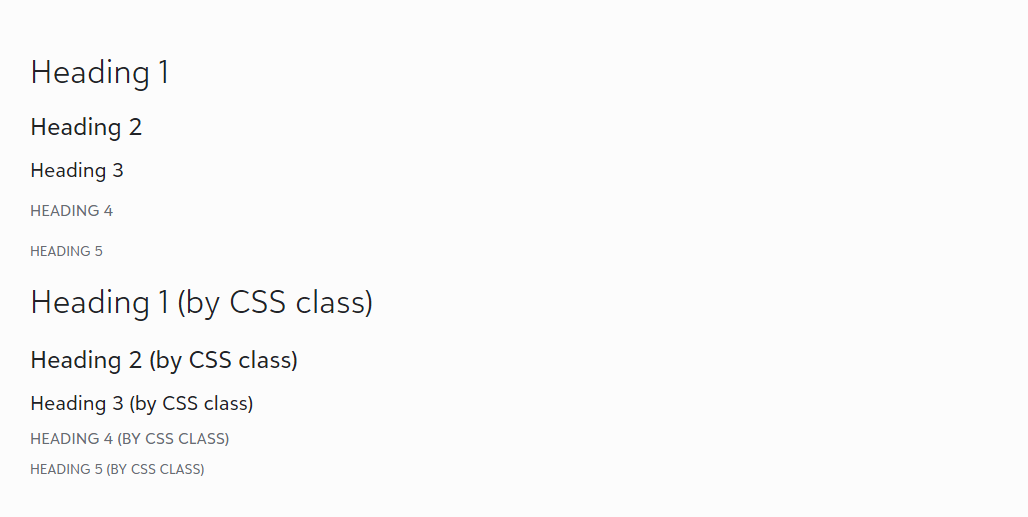 Heading 1
Heading 2
Heading 3
HEADING 4
HEADING 5
Heading 1 (by CSS class)
Heading 2 (by CSS class)
Heading 3 (by CSS class)
HEADING 4 (BY CSS CLASS)
HEADING 5 (BY CSS CLASS)